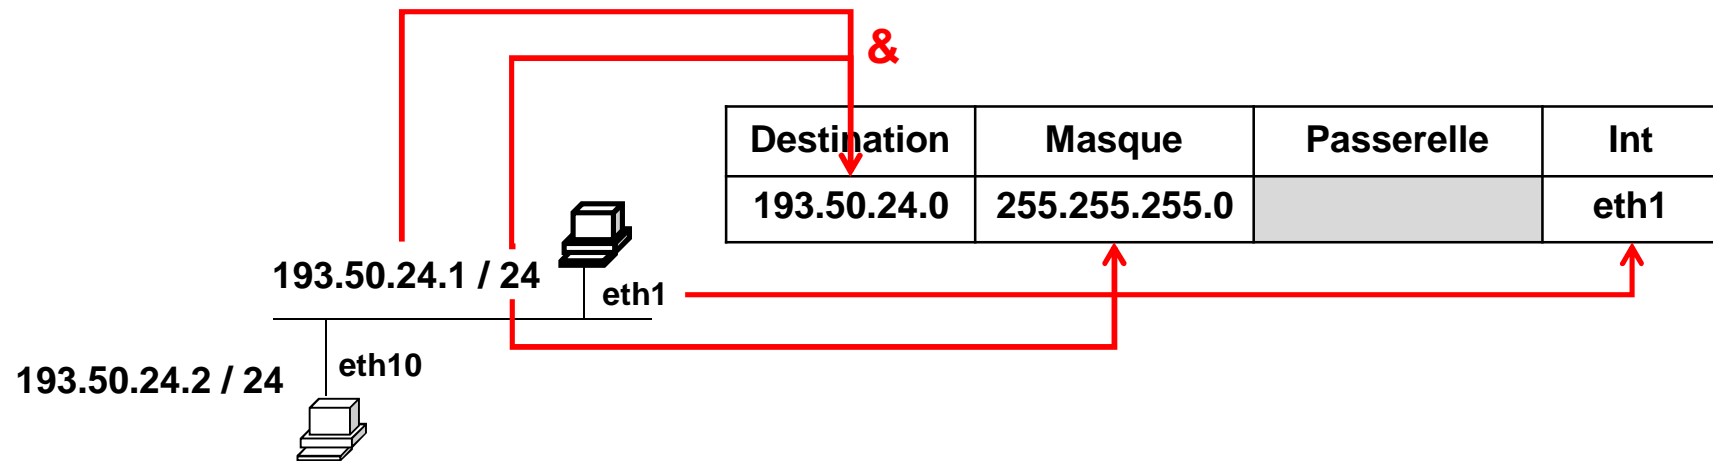 &
Destination Masque Passerelle Int
193.50.24.0 255.255.255.0 eth1
193.50.24.1 / 24
eth1
eth10
193.50.24.2 / 24